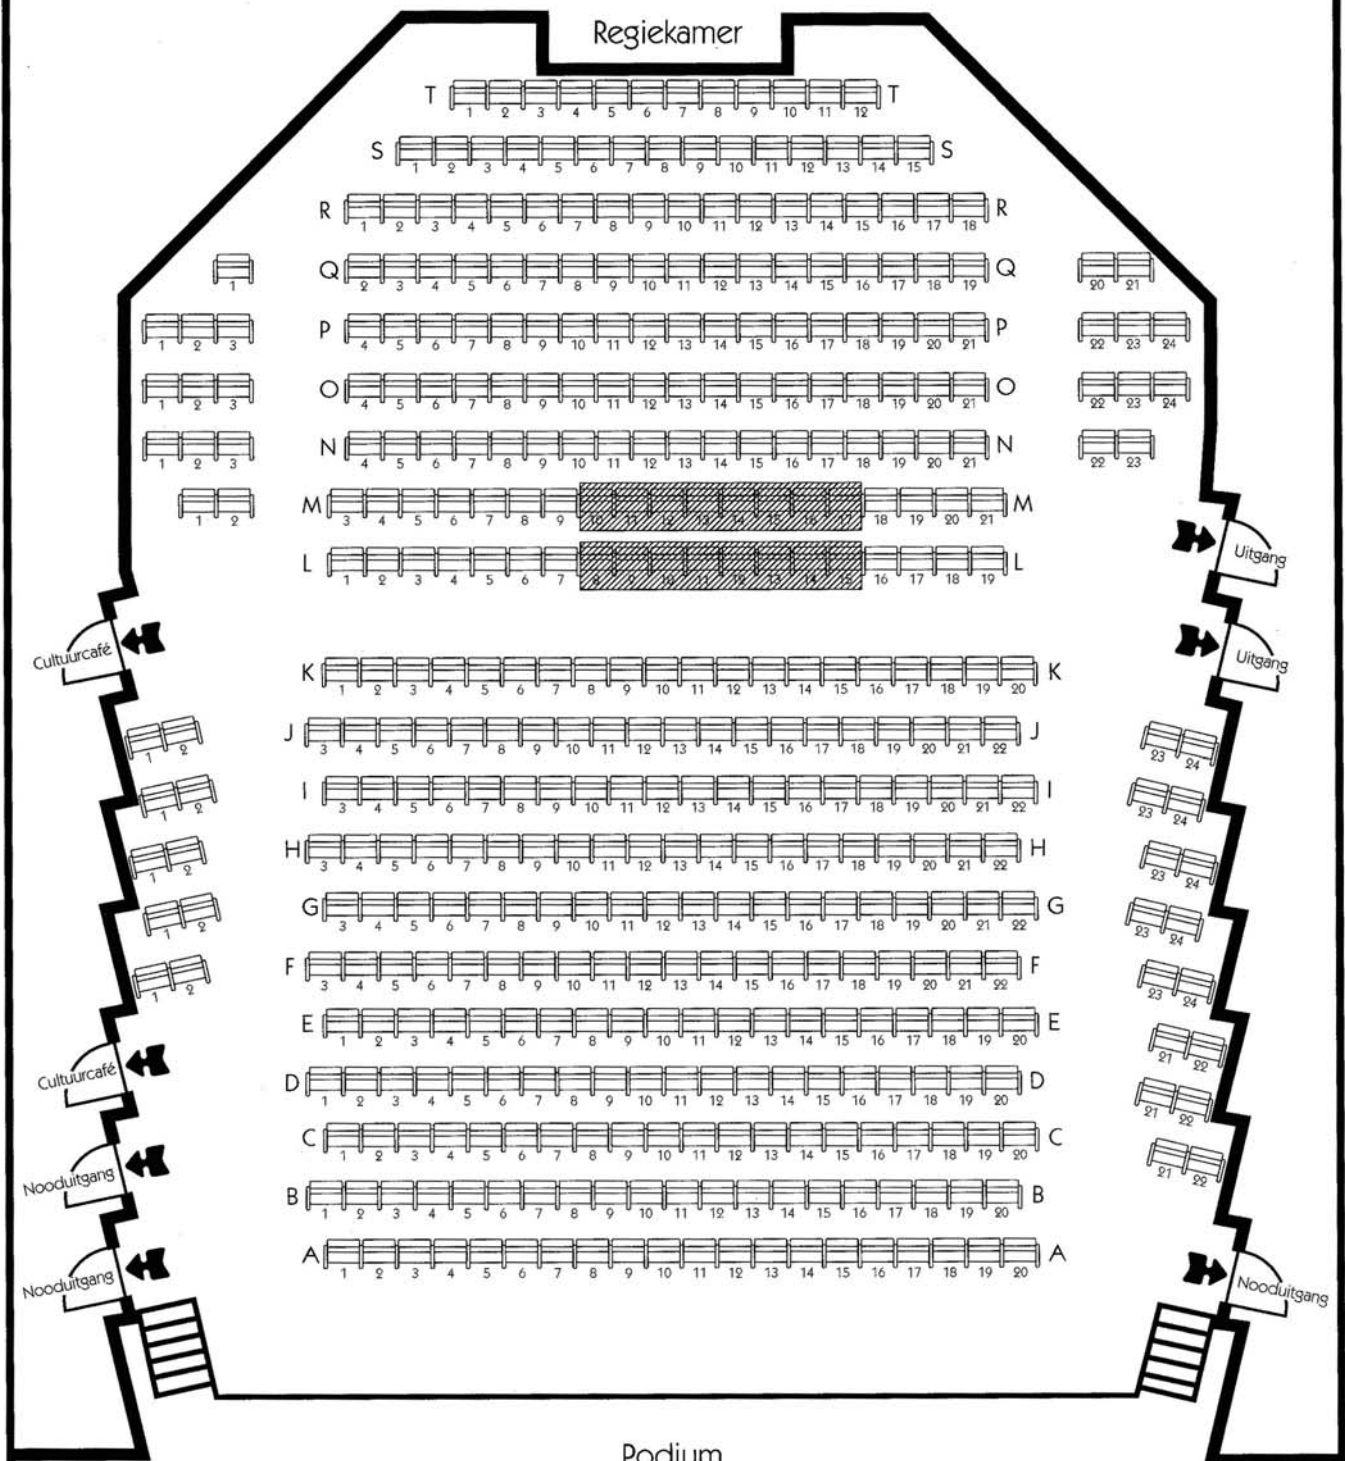 Regiekamer
T 1 2 3 4 5 6 7 8 9 10 11 12 T
S 1 2 3 4 5 6 7 8 9 10 11 12 13 14 15 S
R 1 2 3 4 5 6 7 8 9 10 11 12 13 14 15 16 17 18 R
1 Q 2 3 4 5 6 7 8 9 10 11 12 13 14 15 16 17 18 19 Q 20 21
1 2 3 P 4 5 6 7 8 9 10 11 12 13 14 15 16 17 18 19 20 21 P 22 23 24
1 2 3 O 4 5 6 7 8 9 10 11 12 13 14 15 16 17 18 19 20 21 O 22 23 24
1 2 3 N 4 5 6 7 8 9 10 11 12 13 14 15 16 17 18 19 20 21 N 22 23
1 2 M 3 4 5 6 7 8 9 10 11 12 13 14 15 16 17 18 19 20 21 M
Uitgang
L 1 2 3 4 5 6 7 8 9 10 11 12 13 14 15 16 17 18 19 L
Cultuurcafé
Uitgang
K 1 2 3 4 5 6 7 8 9 10 11 12 13 14 15 16 17 18 19 20 K
1 2 J 3 4 5 6 7 8 9 10 11 12 13 14 15 16 17 18 19 20 21 22 J 23 24
1 2 I 3 4 5 6 7 8 9 10 11 12 13 14 15 16 17 18 19 20 21 22 I 23 24
1 2 H 3 4 5 6 7 8 9 10 11 12 13 14 15 16 17 18 19 20 21 22 H 23 24
1 2 G 3 4 5 6 7 8 9 10 11 12 13 14 15 16 17 18 19 20 21 22 G 23 24
1 2 F 3 4 5 6 7 8 9 10 11 12 13 14 15 16 17 18 19 20 21 22 F 23 24
E 1 2 3 4 5 6 7 8 9 10 11 12 13 14 15 16 17 18 19 20 E 21 22
Cultuurcafé
D 1 2 3 4 5 6 7 8 9 10 11 12 13 14 15 16 17 18 19 20 D 21 22
C 1 2 3 4 5 6 7 8 9 10 11 12 13 14 15 16 17 18 19 20 C 21 22
Nooduitgang
B 1 2 3 4 5 6 7 8 9 10 11 12 13 14 15 16 17 18 19 20 B
A 1 2 3 4 5 6 7 8 9 10 11 12 13 14 15 16 17 18 19 20 A
Nooduitgang
Nooduitgang
Podium